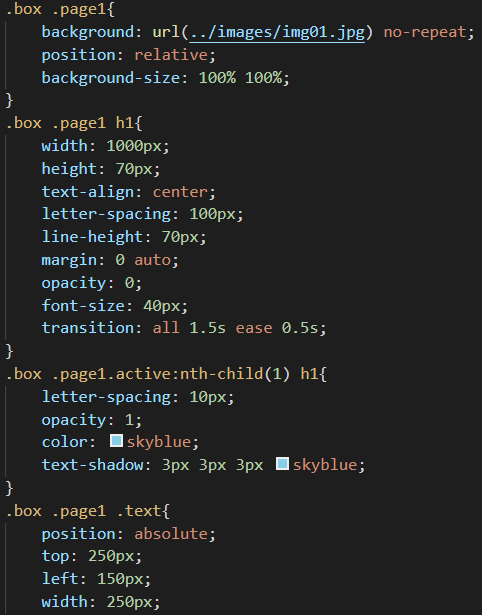 .box .page1{
background: url(../images/img01.jpg) no-repeat;
position: relative;
background-size: 100% 100%;
}
.box .page1 h1{
width: 1000px;
height: 70px;
text-align: center;
letter-spacing: 100px;
line-height: 70px;
margin: 0 auto;
opacity: 0;
font-size: 40px;
transition: all 1.5s ease 0.5s;
}
.box .page1.active:nth-child(1) h1{
letter-spacing: 10px;
opacity: 1;
color: skyblue;
text-shadow: 3px 3px 3px skyblue;
}
.box .page1 .text{
position: absolute;
top: 250px;
left: 150px;
width: 250px;